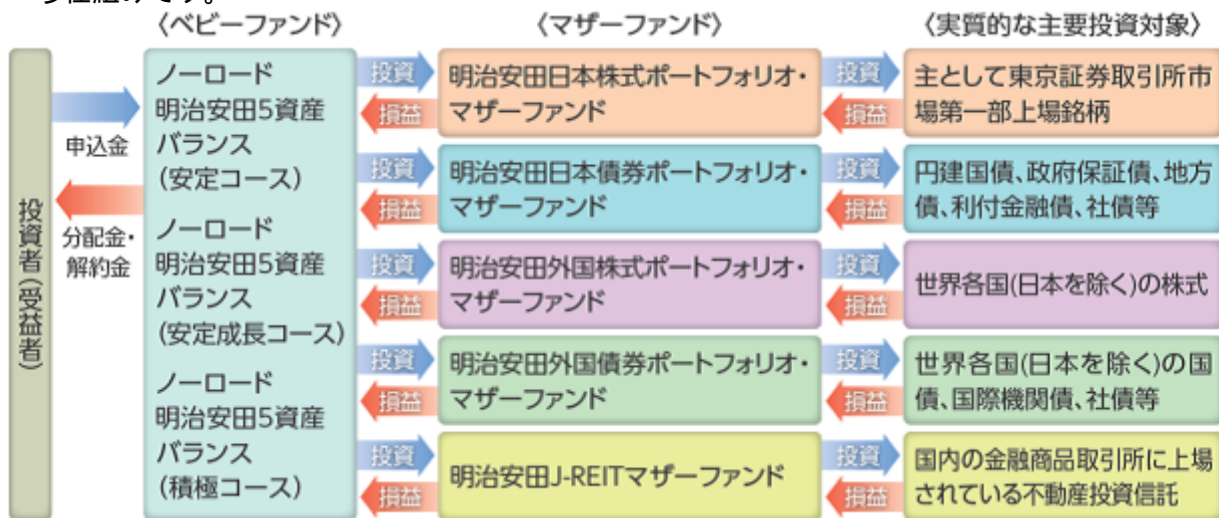 う仕組みです。
〈ベビーファンド〉
〈マザーファンド〉
〈実質的な主要投資対象〉
投資者(受益者)
申込金
分配金・
解約金
ノーロード
明治安田5資産
バランス
(安定コース)
ノーロード
明治安田5資産
バランス
(安定成長コース)
ノーロード
明治安田5資産
バランス
(積極コース)
投資
損益
明治安田日本株式ポートフォリオ・
マザーファンド
投資
損益
主として東京証券取引所市
場第一部上場銘柄
投資
損益
明治安田日本債券ポートフォリオ・
マザーファンド
投資
損益
円建国債、政府保証債、地方
債、利付金融債、社債等
投資
損益
明治安田外国株式ポートフォリオ・
マザーファンド
投資
損益
世界各国(日本を除く)の株式
投資
損益
明治安田外国債券ポートフォリオ・
マザーファンド
投資
損益
世界各国(日本を除く)の国
債、国際機関債、社債等
投資
損益
明治安田J-REITマザーファンド
投資
損益
国内の金融商品取引所に上場
されている不動産投資信託